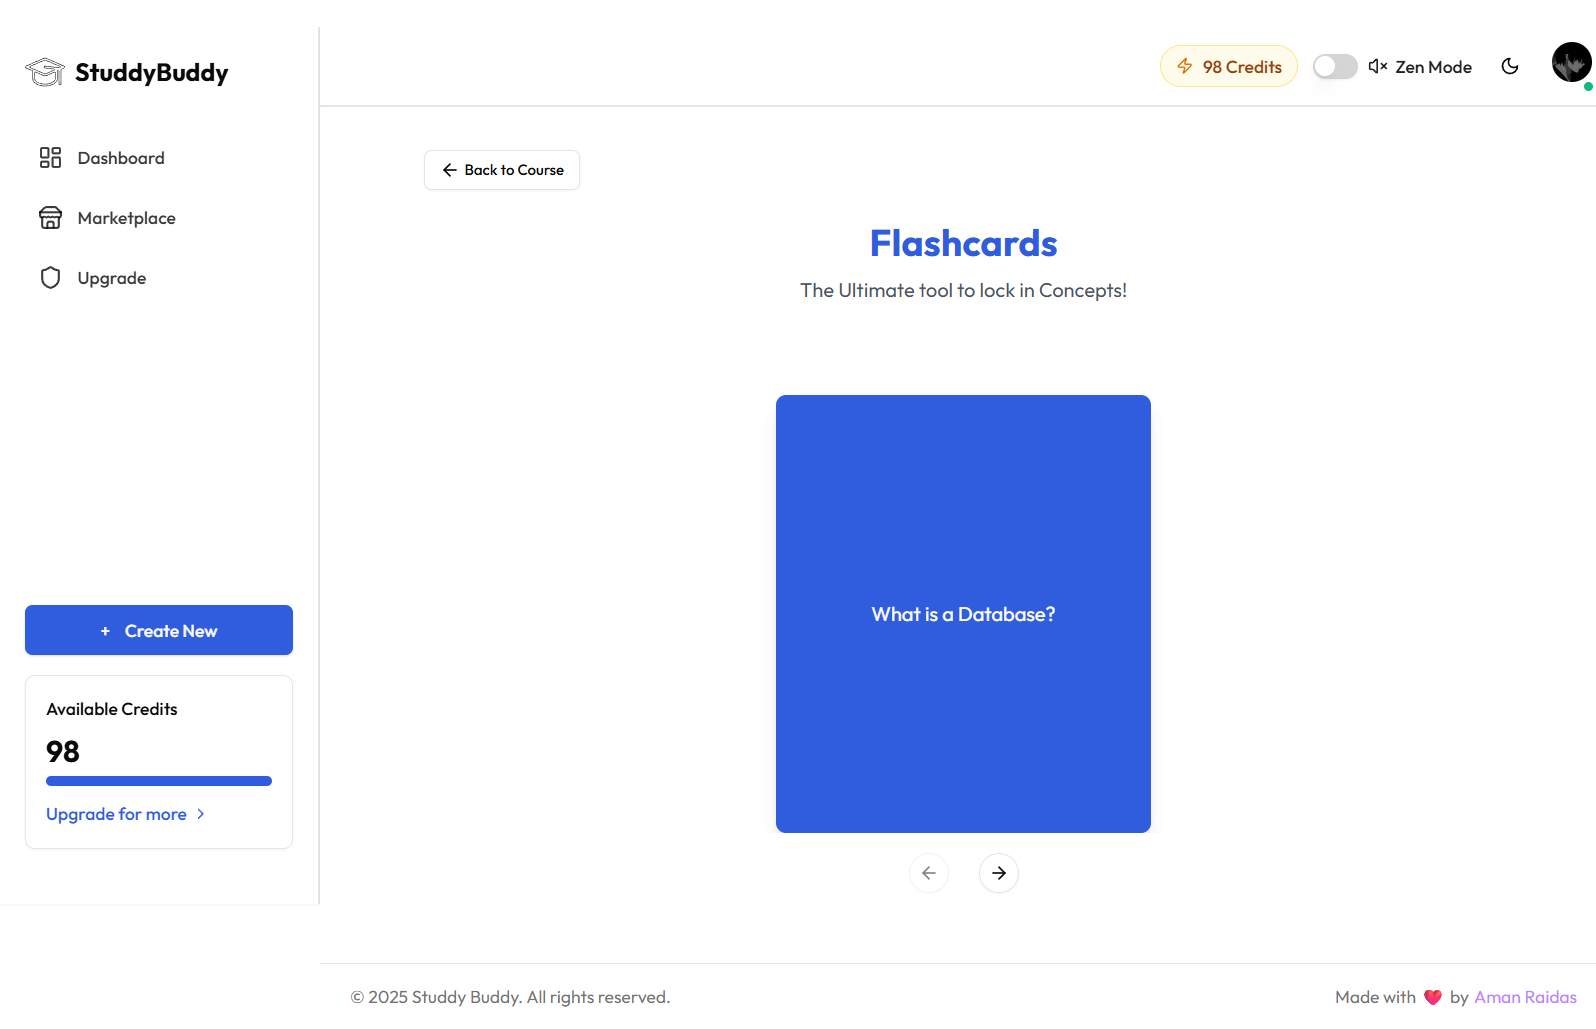 StuddyBuddy
98 Credits
Zen Mode
Dashboard
Marketplace
Upgrade
Back to Course
Flashcards
The Ultimate tool to lock in Concepts!
What is a Database?
+ Create New
Available Credits
98
Upgrade for more
© 2025 Studdy Buddy. All rights reserved.
Made with ❤️ by Aman Raidas